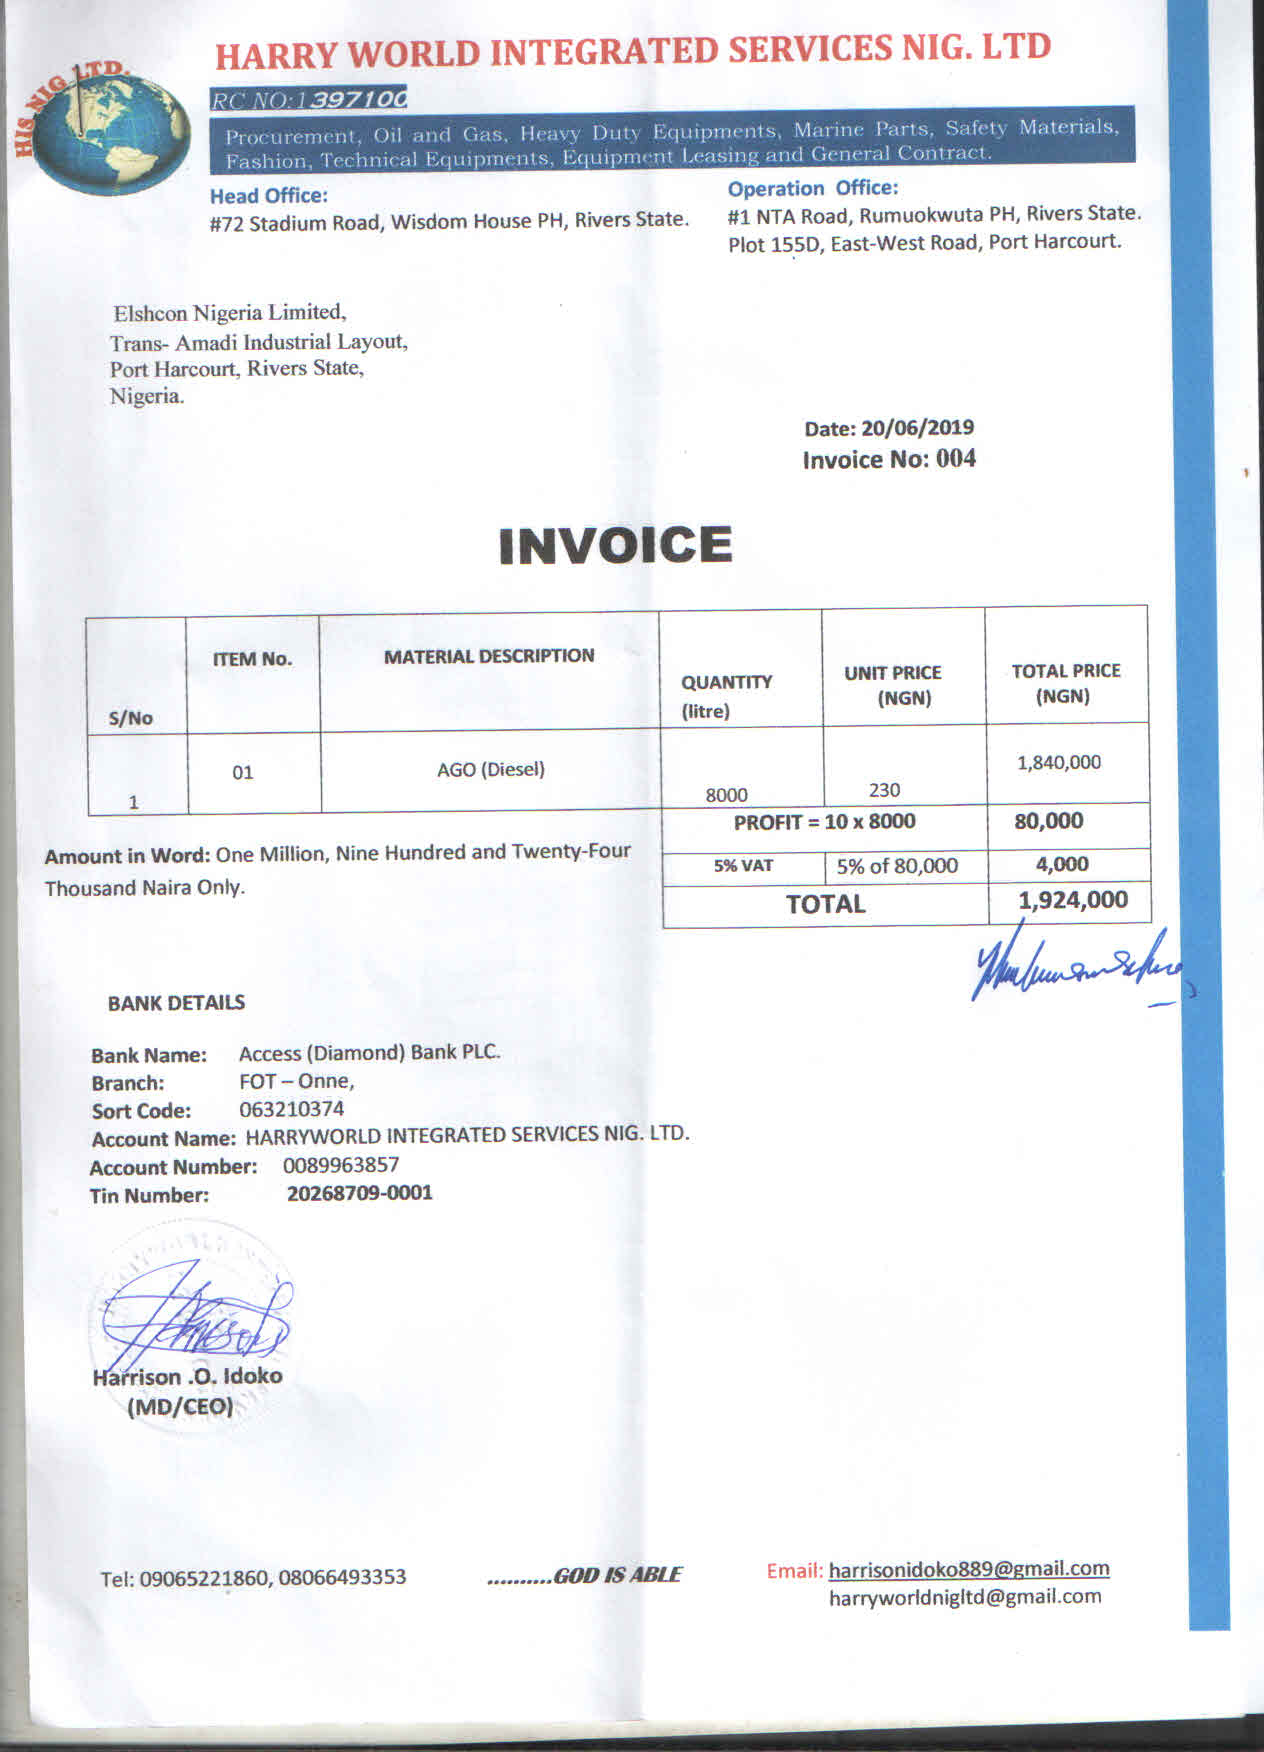 HIS NIG LTD.
HARRY WORLD INTEGRATED SERVICES NIG. LTD
RC NO:1397100
Procurement, Oil and Gas, Heavy Duty Equipments, Marine Parts, Safety Materials,
Fashion, Technical Equipments, Equipment Leasing and General Contract.
Head Office:
#72 Stadium Road, Wisdom House PH, Rivers State.
Operation Office:
#1 NTA Road, Rumuokwuta PH, Rivers State.
Plot 155D, East-West Road, Port Harcourt.
Elshcon Nigeria Limited,
Trans- Amadi Industrial Layout,
Port Harcourt, Rivers State,
Nigeria.
Date: 20/06/2019
Invoice No: 004
INVOICE
S/No ITEM No. MATERIAL DESCRIPTION QUANTITY (litre) UNIT PRICE (NGN) TOTAL PRICE (NGN)
1 01 AGO (Diesel) 8000 230 1,840,000
PROFIT = 10 x 8000 80,000
5% VAT 5% of 80,000 4,000
TOTAL 1,924,000
Amount in Word: One Million, Nine Hundred and Twenty-Four
Thousand Naira Only.
BANK DETAILS
Bank Name: Access (Diamond) Bank PLC.
Branch: FOT – Onne,
Sort Code: 063210374
Account Name: HARRYWORLD INTEGRATED SERVICES NIG. LTD.
Account Number: 0089963857
Tin Number: 20268709-0001
Harrison .O. Idoko
(MD/CEO)
Tel: 09065221860, 08066493353
..........GOD IS ABLE
Email: harrisonidoko889@gmail.com
harryworldnigltd@gmail.com